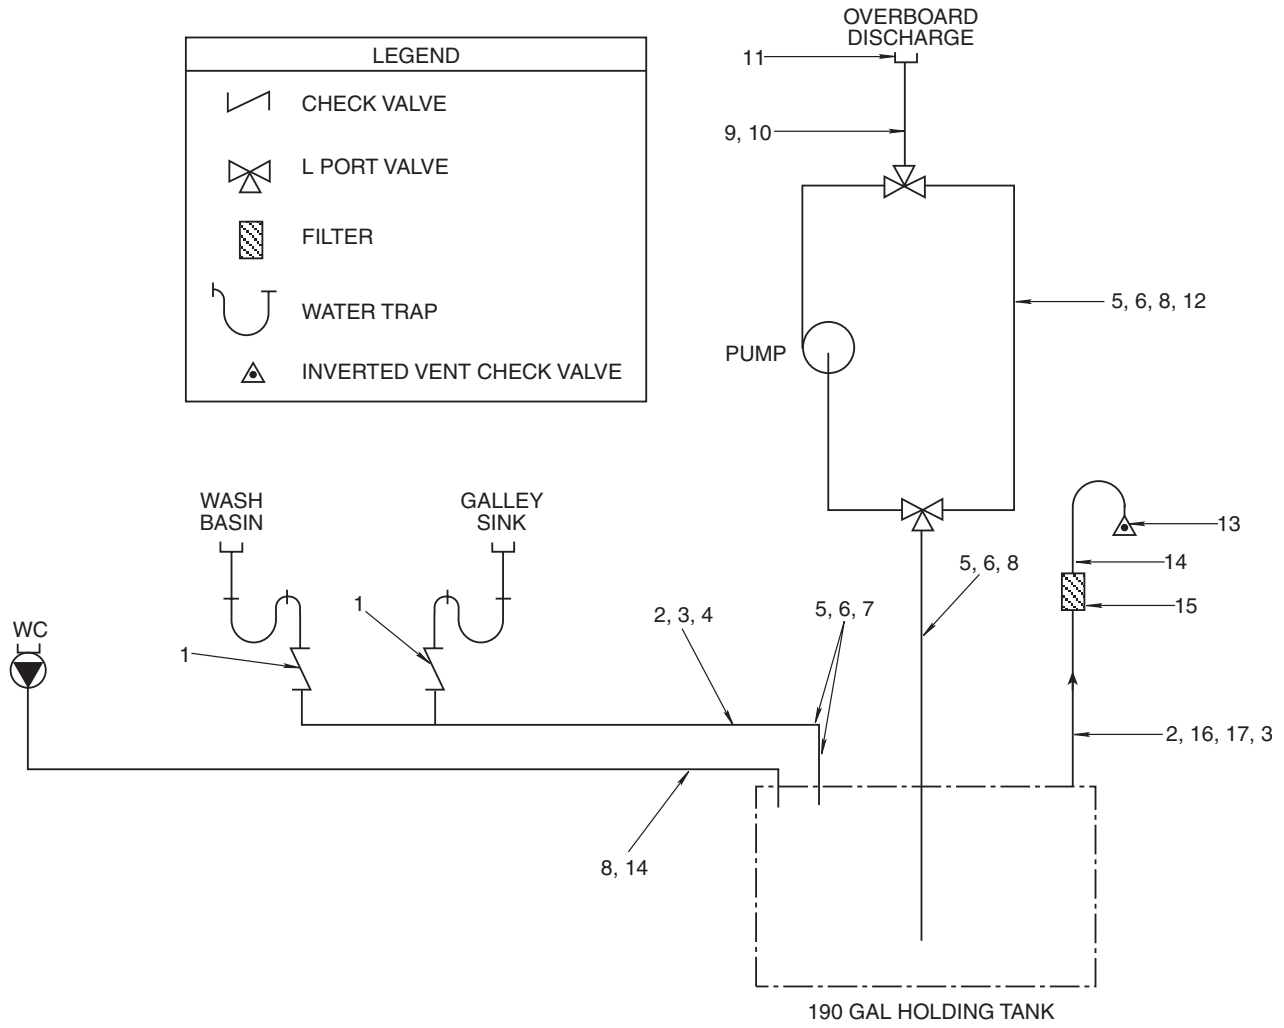 OVERBOARD
DISCHARGE
11
9, 10
LEGEND
CHECK VALVE
L PORT VALVE
FILTER
WATER TRAP
INVERTED VENT CHECK VALVE
5, 6, 8, 12
PUMP
WASH
BASIN
GALLEY
SINK
13
14
15
5, 6, 8
1
2, 3, 4
5, 6, 7
WC
1
2, 16, 17, 3
8, 14
190 GAL HOLDING TANK